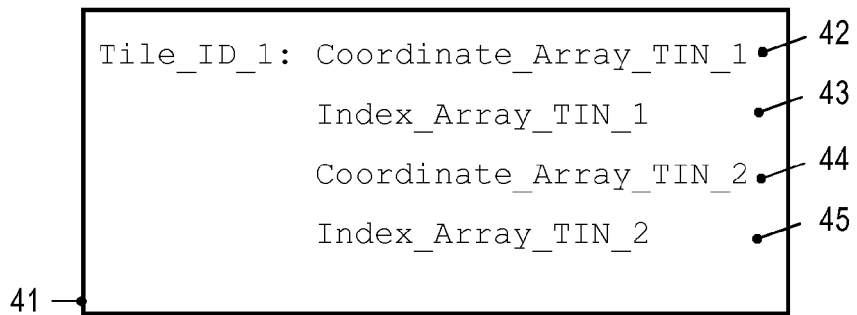 Tile_ID_1: Coordinate_Array_TIN_1 42
Index_Array_TIN_1 43
Coordinate_Array_TIN_2 44
Index_Array_TIN_2 45
41